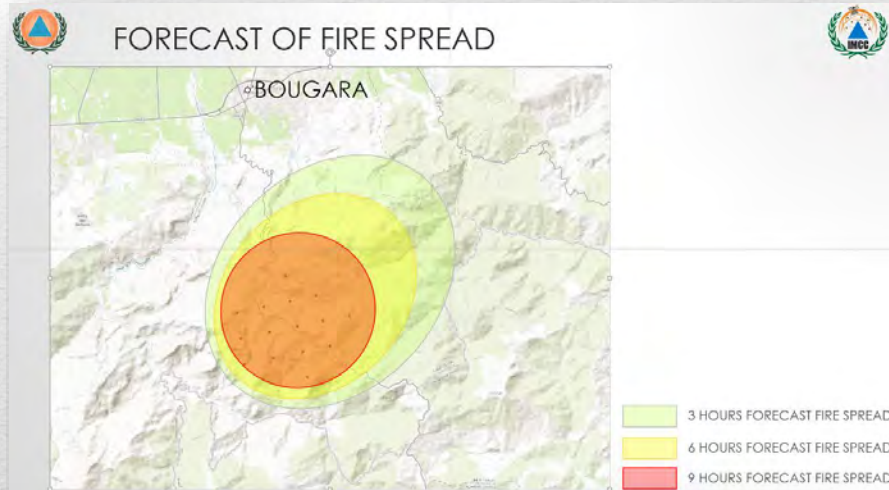 FORECAST OF FIRE SPREAD
IMCC
BOUGARA
3 HOURS FORECAST FIRE SPREAD
6 HOURS FORECAST FIRE SPREAD
9 HOURS FORECAST FIRE SPREAD